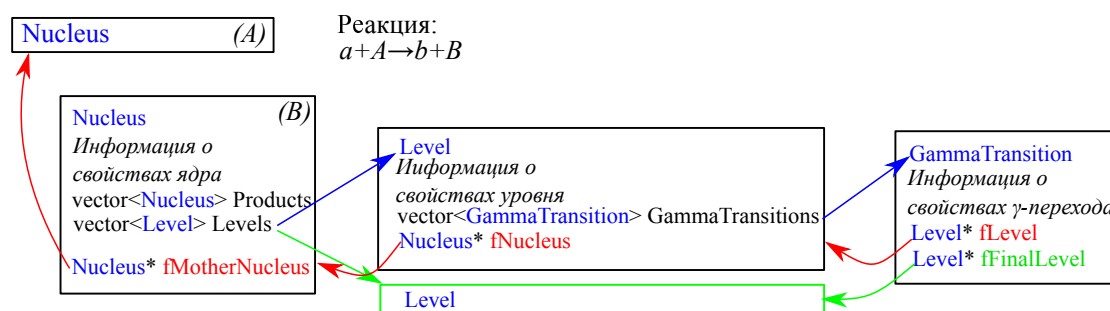 Nucleus (A)
Реакция:
a+A→b+B
Nucleus (B)
Информация о
свойствах ядра
vector<Nucleus> Products
vector<Level> Levels
Nucleus* fMotherNucleus
Level
Ииформация о
свойствах уровня
vector<GammaTransition> GammaTransitions
Nucleus* fNucleus
Level
GammaTransition
Информация о
свойствах γ-перехода
Level* fLevel
Level* fFinalLevel